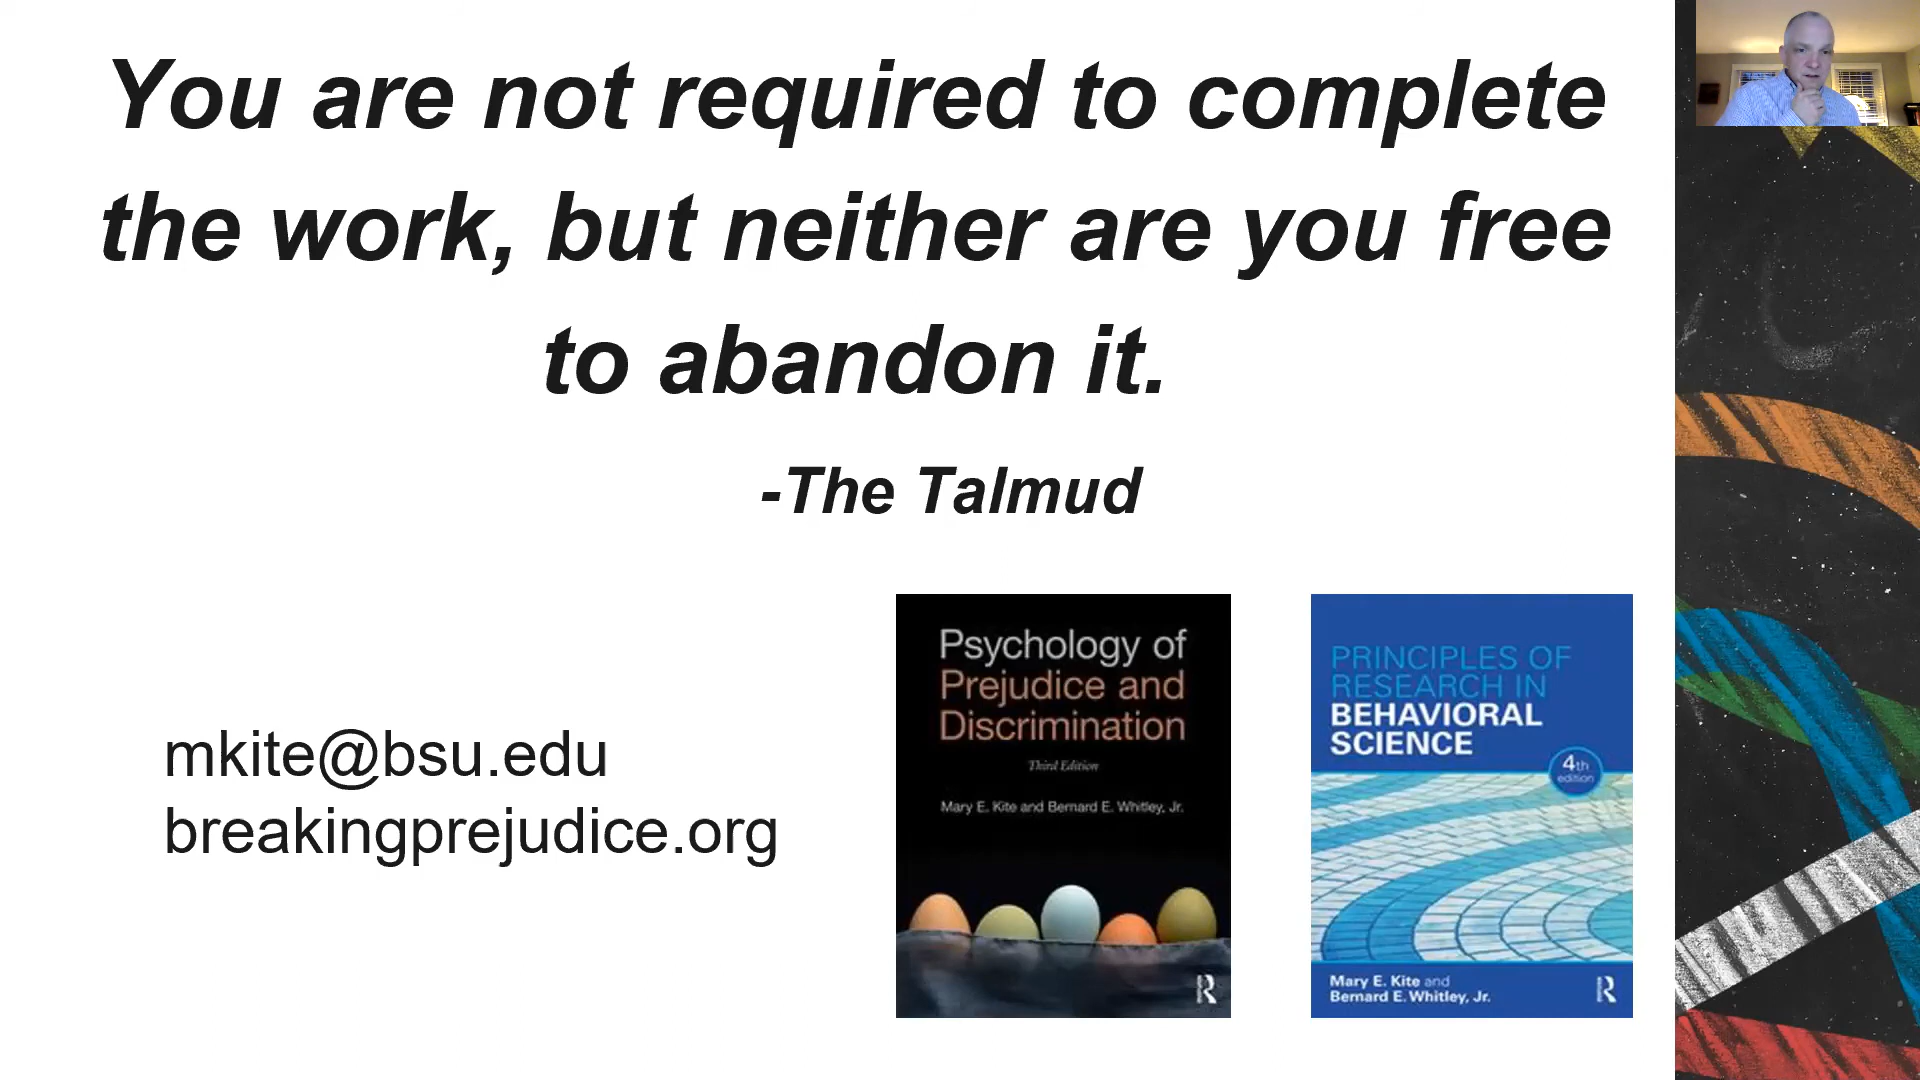 You are not required to complete
the work, but neither are you free
to abandon it.
-The Talmud
mkite@bsu.edu
breakingprejudice.org
Psychology of
Prejudice and
Discrimination
Third Edition
Mary E. Kite and Bernard E. Whitley, Jr.
R
PRINCIPLES OF
RESEARCH IN
BEHAVIORAL
SCIENCE
4th
edition
Mary E. Kite and
Bernard E. Whitley, Jr.
R